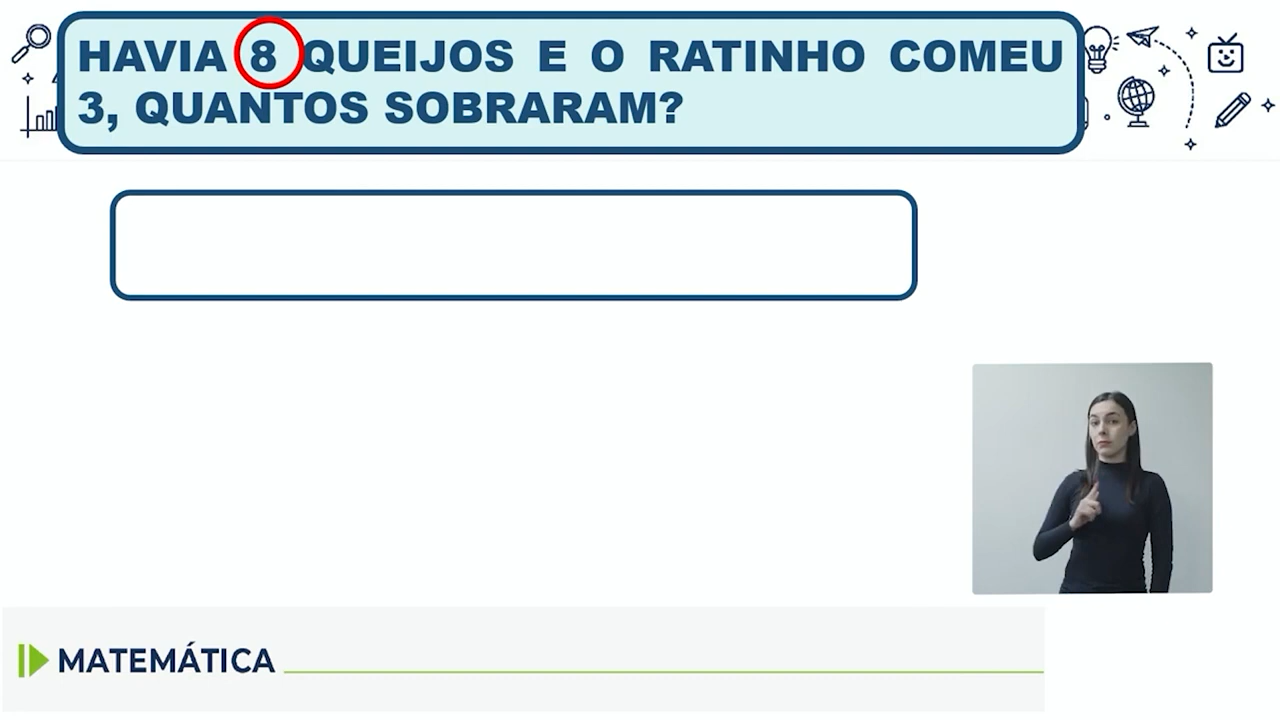 HAVIA 8 QUEIJOS E O RATINHO COMEU
3, QUANTOS SOBRARAM?
MATEMÁTICA